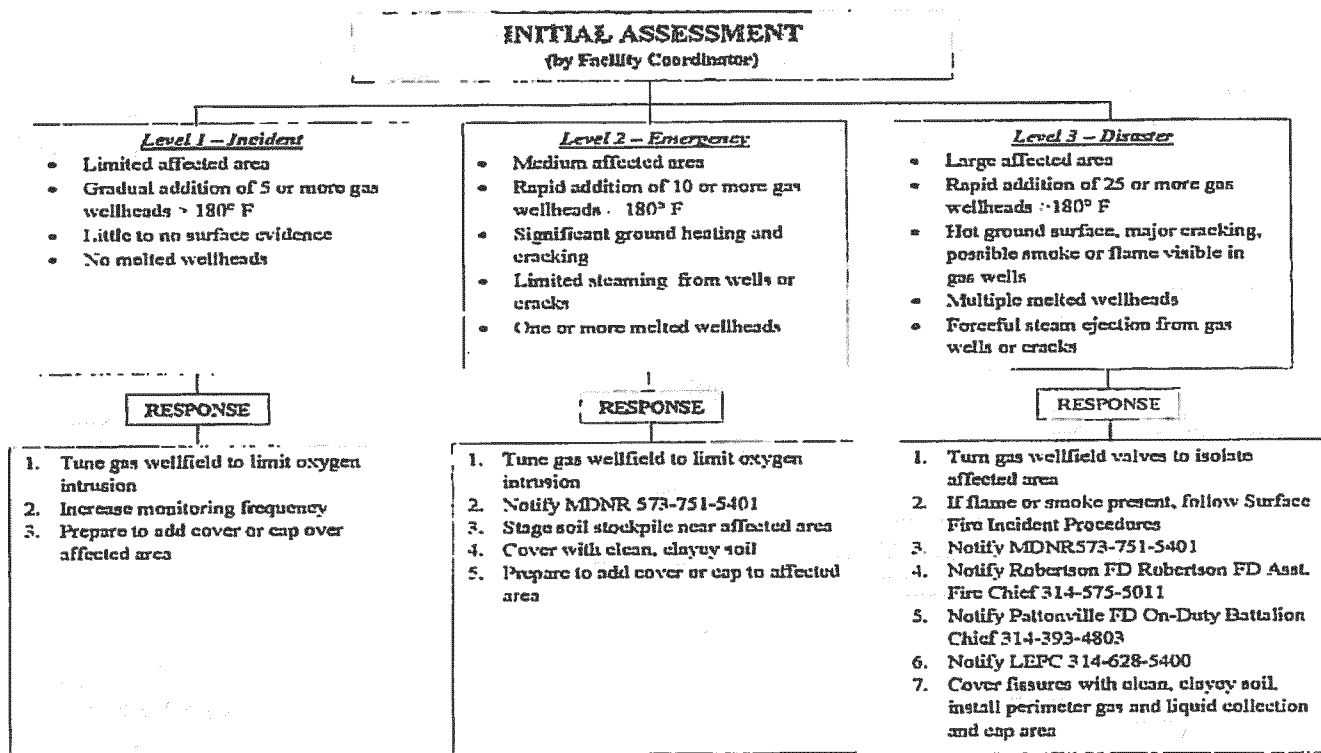 INITIAL ASSESSMENT
(by Facility Coordinator)
Level 1 – Incident
• Limited affected area
• Gradual addition of 5 or more gas
wellheads > 180° F
• Little to no surface evidence
• No melted wellheads
Level 2 – Emergency
• Medium affected area
• Rapid addition of 10 or more gas
wellheads 180° F
• Significant ground heating and
cracking
• Limited steaming from wells or
cracks
• One or more melted wellheads
Level 3 – Disaster
• Large affected area
• Rapid addition of 25 or more gas
wellheads >180° F
• Hot ground surface, major cracking,
possible smoke or flame visible in
gas wells
• Multiple melted wellheads
• Forceful steam ejection from gas
wells or cracks
RESPONSE
1. Tune gas wellfield to limit oxygen
intrusion
2. Increase monitoring frequency
3. Prepare to add cover or cap over
affected area
RESPONSE
1. Tune gas wellfield to limit oxygen
intrusion
2. Notify MDNR 573-751-5401
3. Stage soil stockpile near affected area
4. Cover with clean, clayey soil
5. Prepare to add cover or cap to affected
area
RESPONSE
1. Turn gas wellfield valves to isolate
affected area
2. If flame or smoke present, follow Surface
Fire Incident Procedures
3. Notify MDNR573-751-5401
4. Notify Robertson FD Robertson FD Asst.
Fire Chief 314-575-5011
5. Notify Pattonville FD On-Duty Battalion
Chief 314-393-4803
6. Notify LEPC 314-628-5400
7. Cover fissures with clean, clayey soil,
install perimeter gas and liquid collection
and cap area